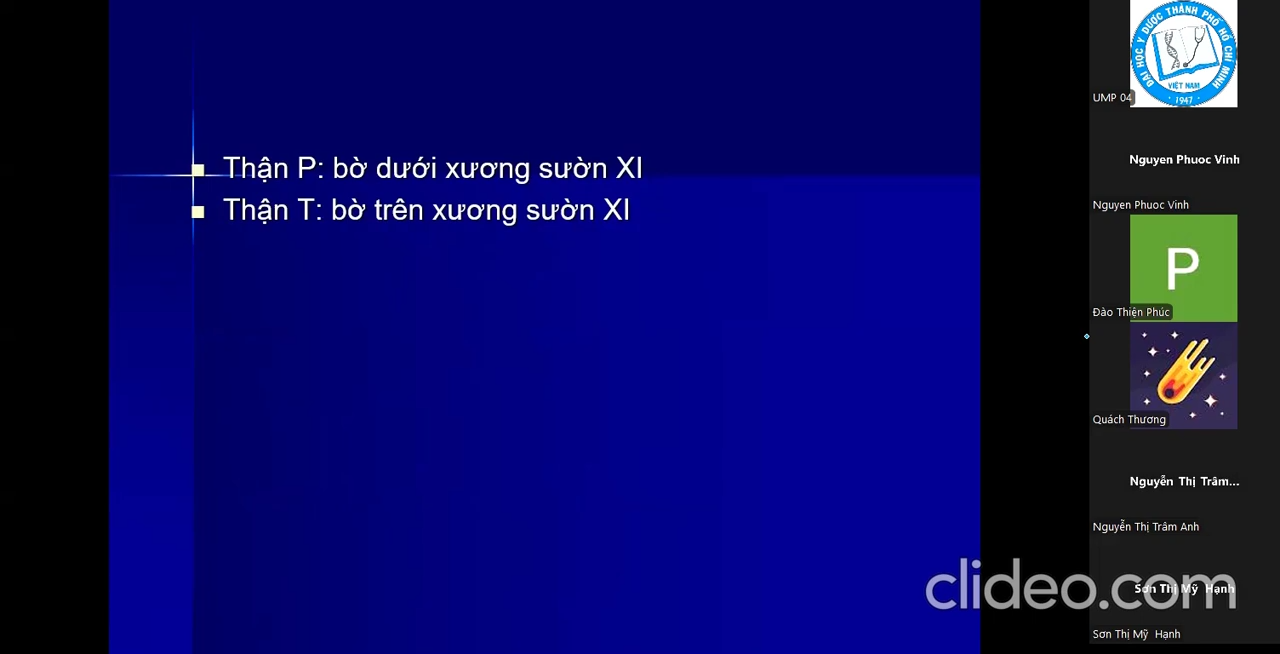 Thận P: bờ dưới xương sườn XI
Thận T: bờ trên xương sườn XI
ĐẠI HỌC Y DƯỢC THÀNH PHỐ HỒ CHÍ MINH
VIỆT NAM
1947
UMP 04
Nguyen Phuoc Vinh
Nguyen Phuoc Vinh
P
Đào Thiện Phúc
Quách Thương
Nguyễn Thị Trâm...
Nguyễn Thị Trâm Anh
Sơn Thị Mỹ Hạnh
Sơn Thị Mỹ Hạnh
clideo.com